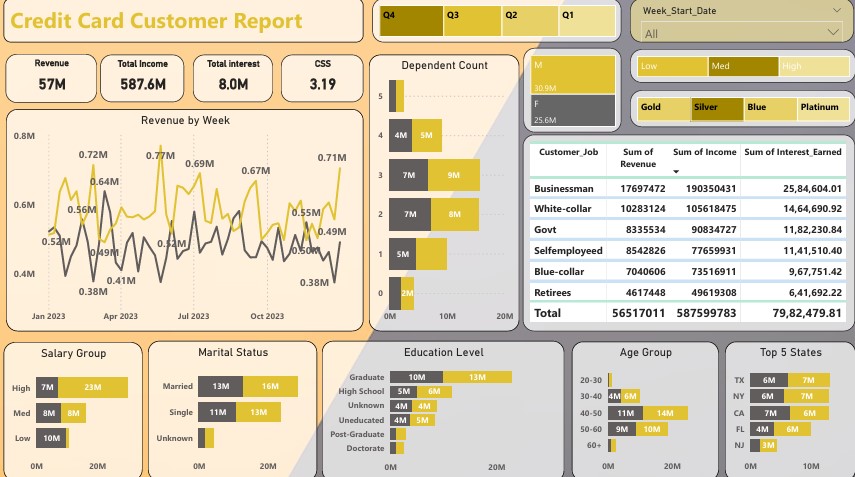 Credit Card Customer Report
Q4 Q3 Q2 Q1
Week_Start_Date
All
Revenue
57M
Total Income
587.6M
Total interest
8.0M
CSS
3.19
Dependent Count
5
4 4M 5M
3 7M 9M
2 7M 8M
1 5M
0 2M
0M 10M 20M
M
30.9M
F
25.6M
Low Med High
Gold Silver Blue Platinum
Revenue by Week
0.8M
0.6M
0.4M
0.77M
0.72M
0.71M
0.69M
0.67M
0.64M
0.56M
0.55M
0.52M
0.52M
0.49M
0.49M
0.50M
0.41M
0.38M
0.38M
Jan 2023 Apr 2023 Jul 2023 Oct 2023
Customer_Job Sum of Revenue Sum of Income Sum of Interest_Earned
Businessman 17697472 190350431 25,84,604.01
White-collar 10283124 105618475 14,64,690.92
Govt 8335534 90834727 11,82,230.84
Selfemployeed 8542826 77659931 11,41,510.40
Blue-collar 7040606 73516911 9,67,751.42
Retirees 4617448 49619308 6,41,692.22
Total 56517011 587599783 79,82,479.81
Salary Group
High 7M 23M
Med 8M 8M
Low 10M
0M 20M
Marital Status
Married 13M 16M
Single 11M 13M
Unknown
0M 20M
Education Level
Graduate 10M 13M
High School 5M 6M
Unknown 4M 4M
Uneducated 4M 5M
Post-Graduate
Doctorate
0M 20M
Age Group
20-30
30-40 4M 6M
40-50 11M 14M
50-60 9M 10M
60+
0M 20M
Top 5 States
TX 6M 7M
NY 6M 7M
CA 7M 6M
FL 4M 6M
NJ 3M
0M 10M